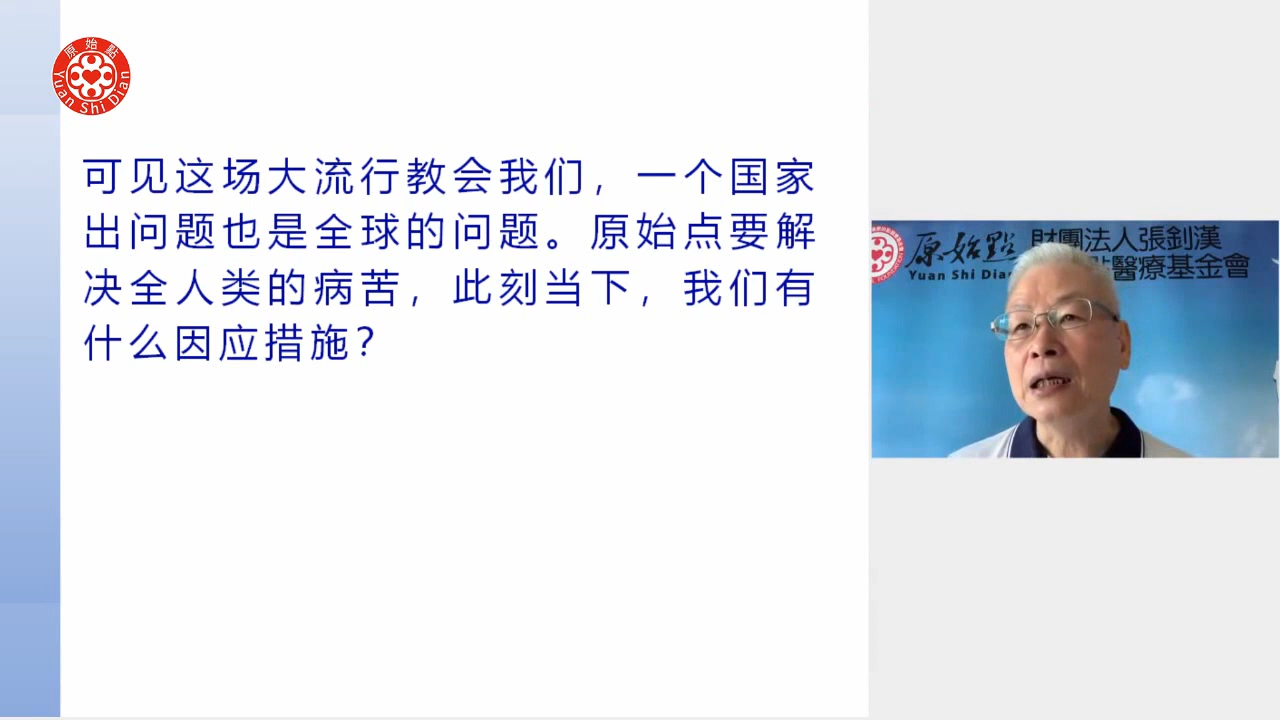 原始點
Yuan Shi Dian
可见这场大流行教会我们，一个国家
出问题也是全球的问题。原始点要解
决全人类的病苦，此刻当下，我们有
什么因应措施？
原始點
Yuan Shi Dian
財團法人張釗漢
點醫療基金會